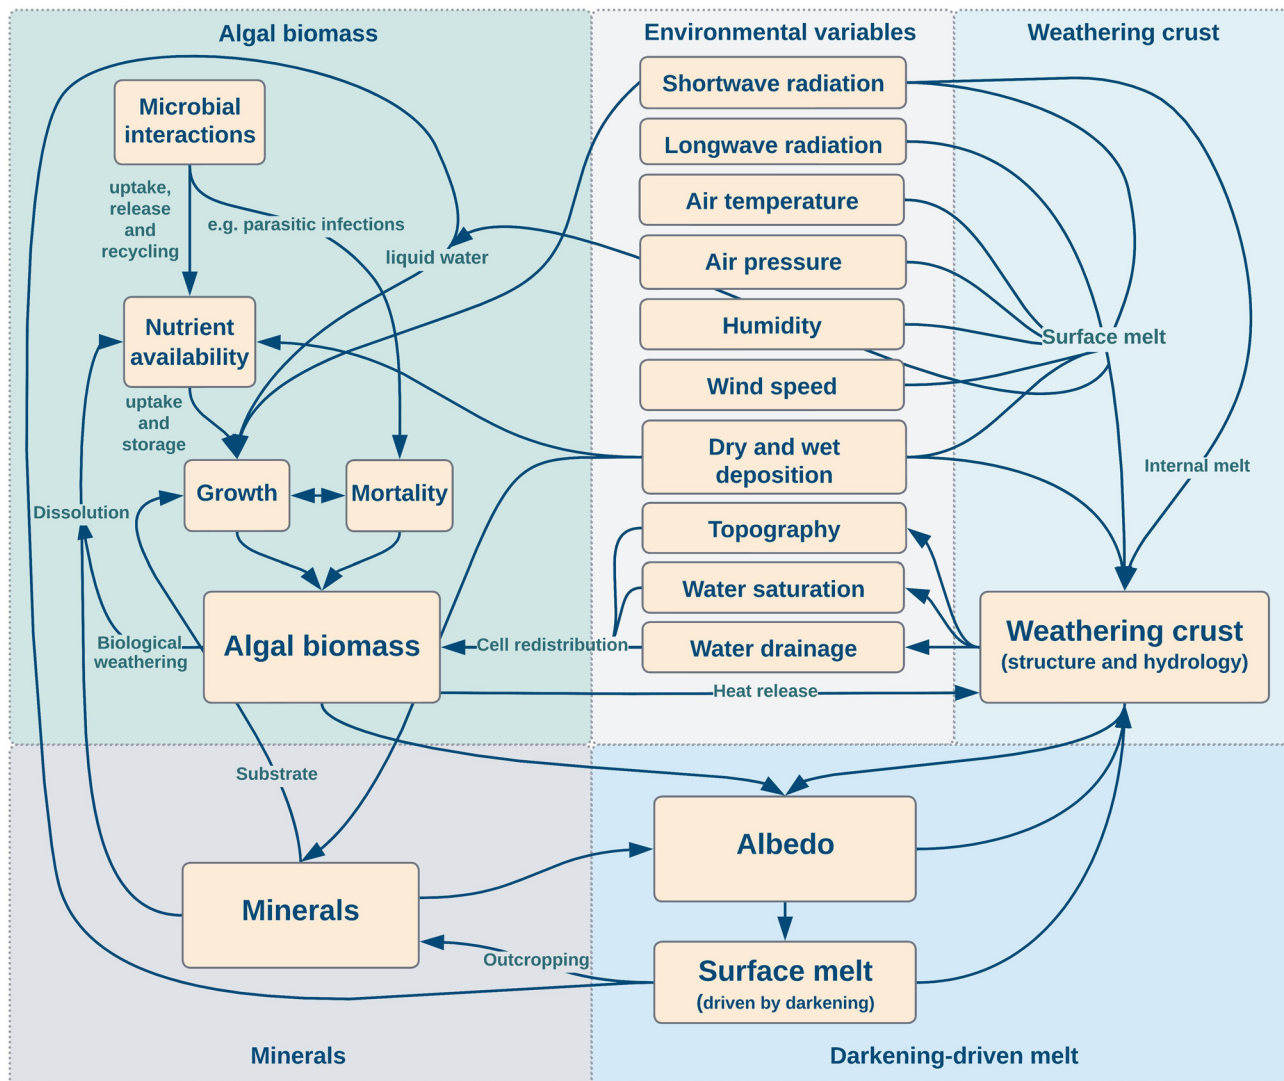 Algal biomass
Environmental variables
Weathering crust
Microbial
interactions
uptake,
release
and
recycling
e.g. parasitic infections
liquid water
Nutrient
availability
uptake
and
storage
Growth
Mortality
Dissolution
Biological
weathering
Algal biomass
Shortwave radiation
Longwave radiation
Air temperature
Air pressure
Humidity
Wind speed
Dry and wet
deposition
Topography
Water saturation
Water drainage
Cell redistribution
Heat release
Surface melt
Internal melt
Weathering crust
(structure and hydrology)
Substrate
Minerals
Outcropping
Albedo
Surface melt
(driven by darkening)
Minerals
Darkening-driven melt